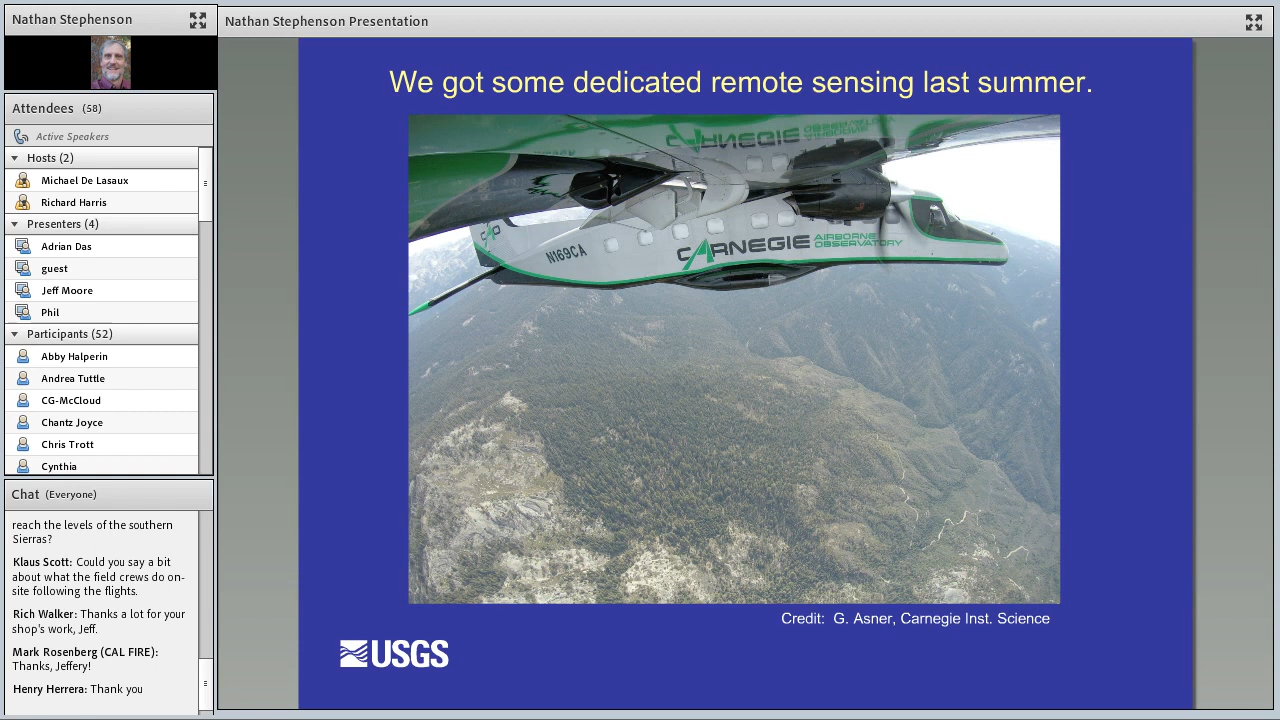 Nathan Stephenson
Attendees (58)
Active Speakers
Hosts (2)
Michael De Lasaux
Richard Harris
Presenters (4)
Adrian Das
guest
Jeff Moore
Phil
Participants (52)
Abby Halperin
Andrea Tuttle
CG-McCloud
Chantz Joyce
Chris Trott
Cynthia
Chat (Everyone)
reach the levels of the southern
Sierras?
Klaus Scott: Could you say a bit
about what the field crews do on-
site following the flights.
Rich Walker: Thanks a lot for your
shop's work, Jeff.
Mark Rosenberg (CAL FIRE):
Thanks, Jeffery!
Henry Herrera: Thank you
Nathan Stephenson Presentation
We got some dedicated remote sensing last summer.
CARNEGIE
N169CA
CARNEGIE AIRBORNE
OBSERVATORY
Credit: G. Asner, Carnegie Inst. Science
USGS